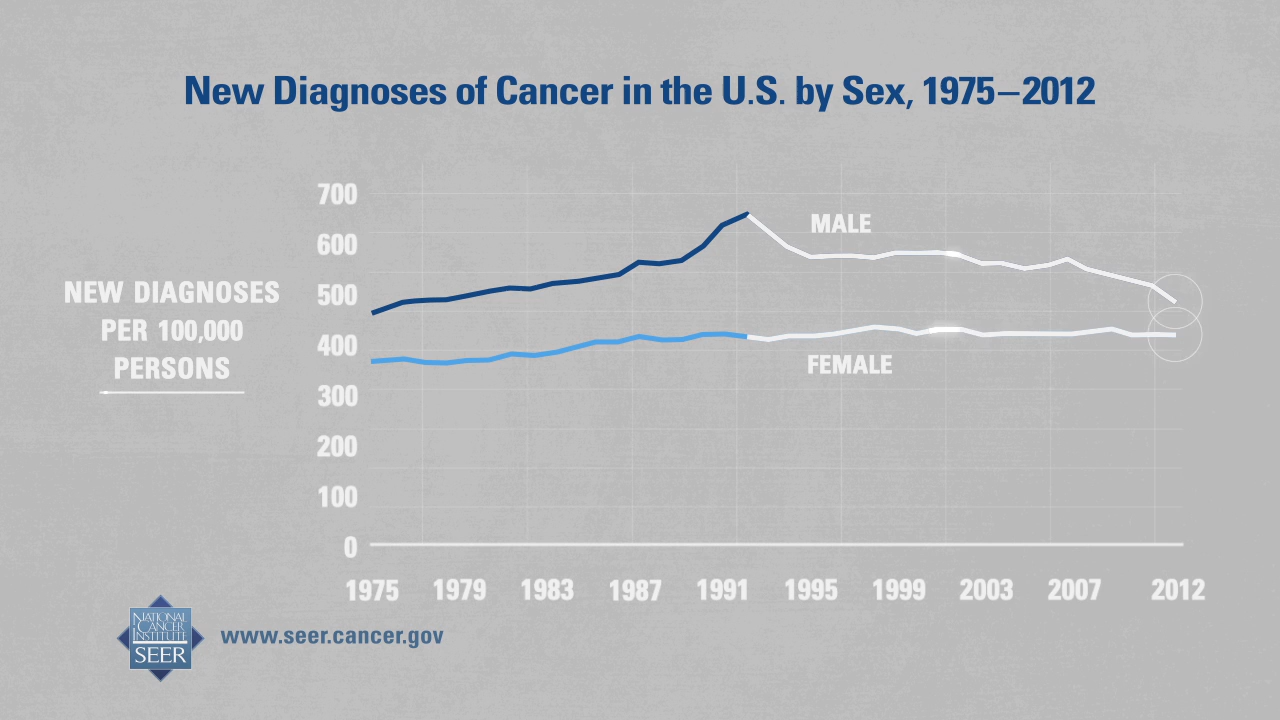 New Diagnoses of Cancer in the U.S. by Sex, 1975–2012
NEW DIAGNOSES
PER 100,000
PERSONS
700
600
500
400
300
200
100
0
MALE
FEMALE
1975 1979 1983 1987 1991 1995 1999 2003 2007 2012
NATIONAL
CANCER
INSTITUTE
SEER
www.seer.cancer.gov